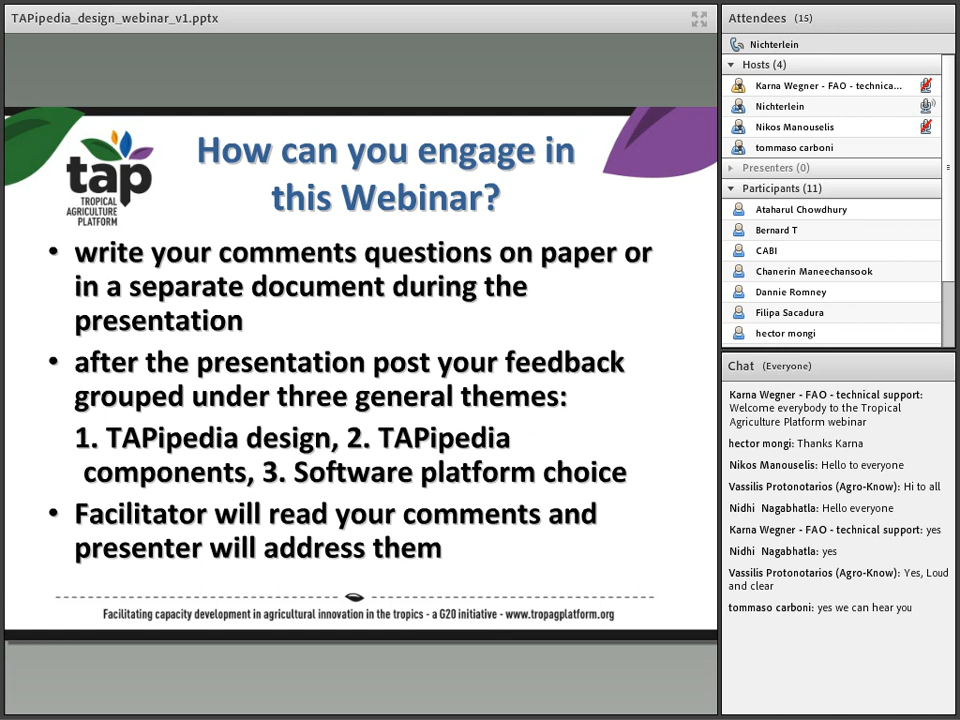 TAPipedia_design_webinar_v1.pptx
tap
TROPICAL
AGRICULTURE
PLATFORM
How can you engage in
this Webinar?
• write your comments questions on paper or
in a separate document during the
presentation
• after the presentation post your feedback
grouped under three general themes:
1. TAPipedia design, 2. TAPipedia
components, 3. Software platform choice
• Facilitator will read your comments and
presenter will address them
Facilitating capacity development in agricultural innovation in the tropics - a G20 initiative - www.tropagplatform.org
Attendees (15)
Nichterlein
Hosts (4)
Karna Wegner - FAO - technica...
Nichterlein
Nikos Manouselis
tommaso carboni
Presenters (0)
Participants (11)
Ataharul Chowdhury
Bernard T
CABI
Chanerin Maneechansook
Dannie Romney
Filipa Sacadura
hector mongi
Chat (Everyone)
Karna Wegner - FAO - technical support:
Welcome everybody to the Tropical
Agriculture Platform webinar
hector mongi: Thanks Karna
Nikos Manouselis: Hello to everyone
Vassilis Protonotarios (Agro-Know): Hi to all
Nidhi Nagabhatla: Hello everyone
Karna Wegner - FAO - technical support: yes
Nidhi Nagabhatla: yes
Vassilis Protonotarios (Agro-Know): Yes, Loud
and clear
tommaso carboni: yes we can hear you